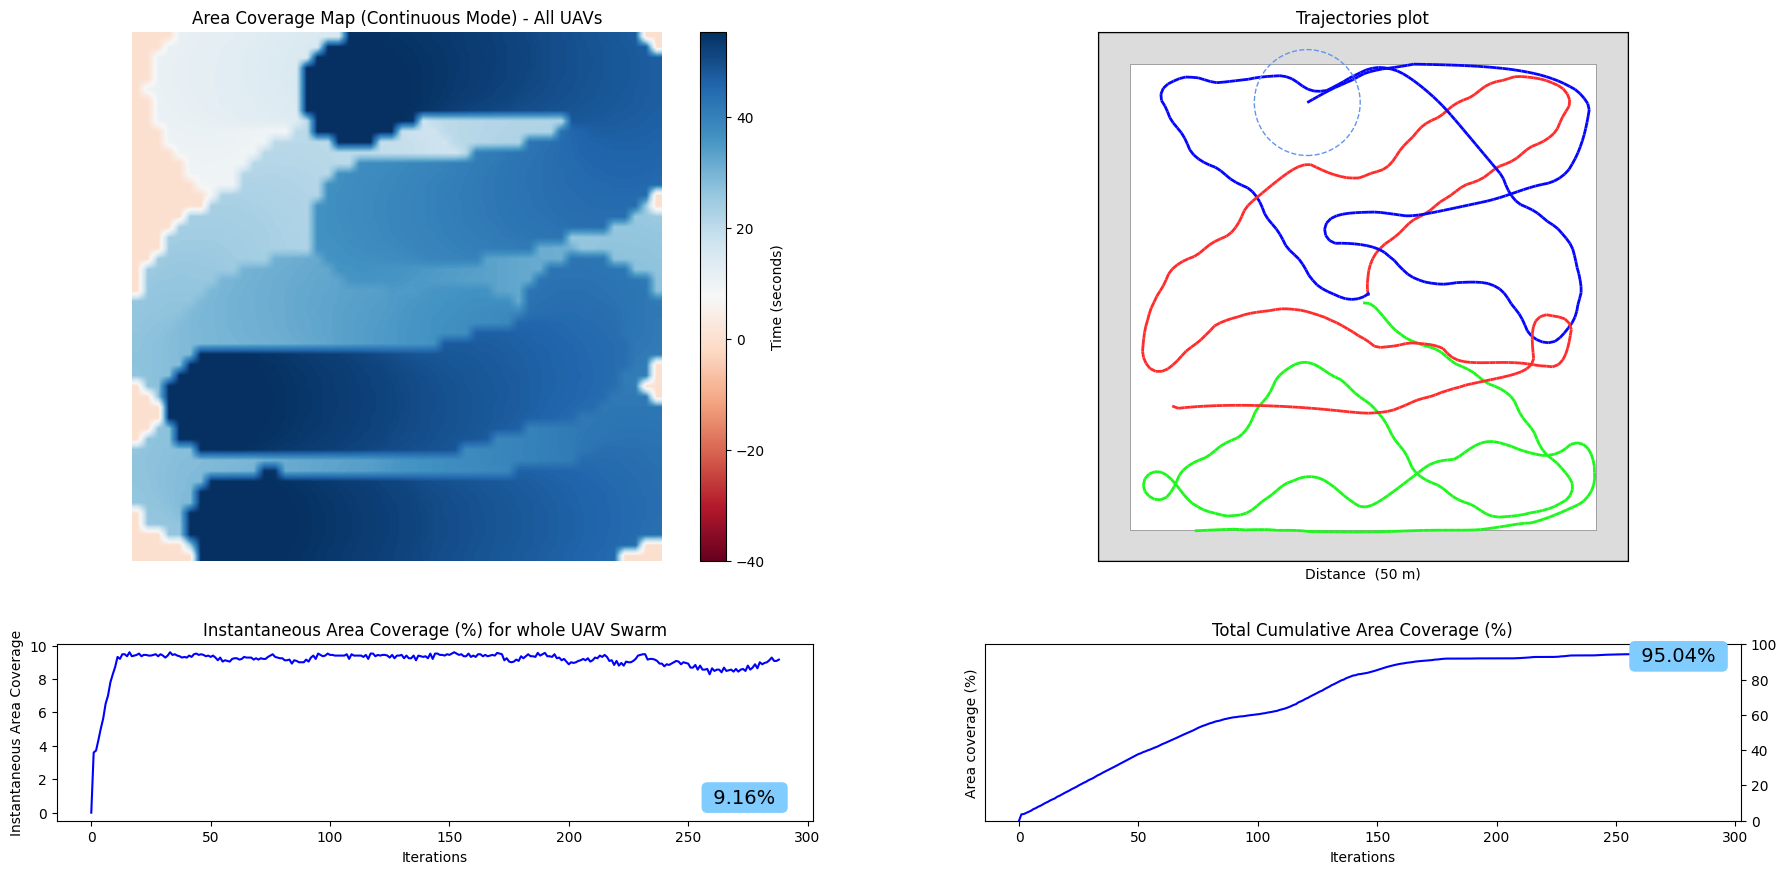 Area Coverage Map (Continuous Mode) - All UAVs
40
20
0
−20
−40
Time (seconds)
Trajectories plot
Distance  (50 m)
Instantaneous Area Coverage (%) for whole UAV Swarm
Instantaneous Area Coverage
10
8
6
4
2
0
9.16%
0 50 100 150 200 250 300
Iterations
Total Cumulative Area Coverage (%)
Area coverage (%)
95.04%
100
80
60
40
20
0
0 50 100 150 200 250 300
Iterations